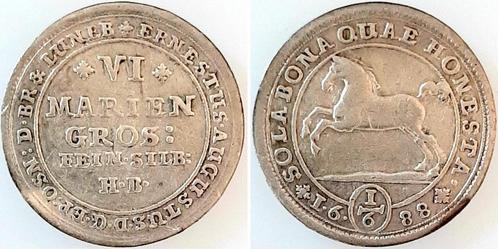 ERNESTUS AUGUSTUS·D·G·EP·OSN·D·BR·&·LUNEB
VI
MARIEN
GROS:
FEIN·SILB:
H·B·
SOLA BONA QUAE HONESTA·
16 88
1
6